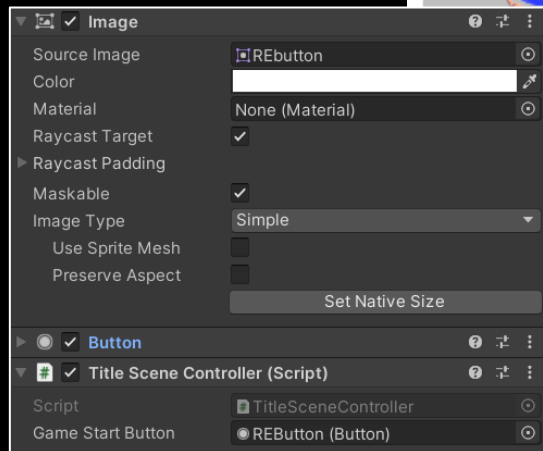 Image
Source Image REbutton
Color
Material None (Material)
Raycast Target
Raycast Padding
Maskable
Image Type Simple
Use Sprite Mesh
Preserve Aspect
Set Native Size
Button
# Title Scene Controller (Script)
Script # TitleSceneController
Game Start Button REButton (Button)